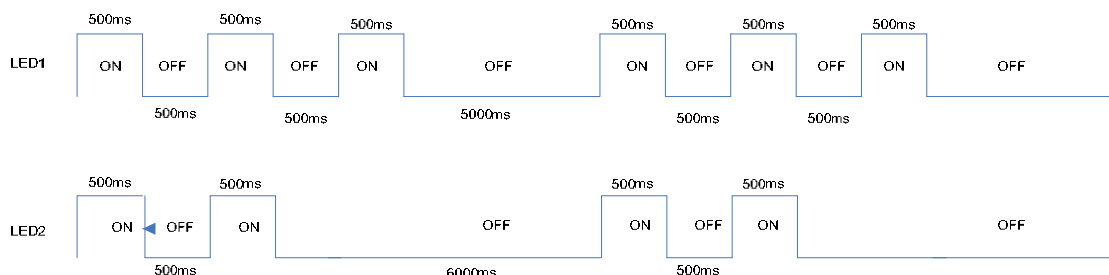 500ms 500ms 500ms 500ms 500ms 500ms
LED1 ON OFF ON OFF ON OFF ON OFF ON OFF ON OFF
500ms 500ms 5000ms 500ms 500ms
500ms 500ms 500ms 500ms
LED2 ON OFF ON OFF ON OFF ON OFF
500ms 6000ms 500ms